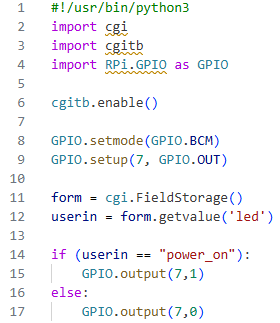 1 #!/usr/bin/python3
2 import cgi
3 import cgitb
4 import RPi.GPIO as GPIO
5
6 cgitb.enable()
7
8 GPIO.setmode(GPIO.BCM)
9 GPIO.setup(7, GPIO.OUT)
10
11 form = cgi.FieldStorage()
12 userin = form.getvalue('led')
13
14 if (userin == "power_on"):
15     GPIO.output(7,1)
16 else:
17     GPIO.output(7,0)